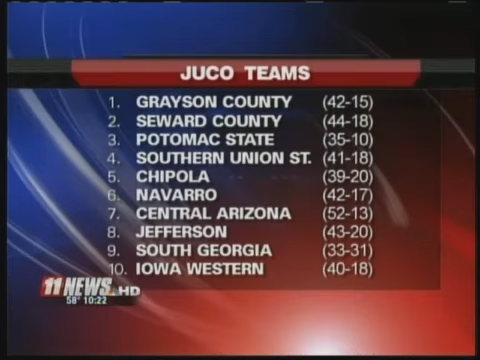 JUCO TEAMS
1. GRAYSON COUNTY (42-15)
2. SEWARD COUNTY (44-18)
3. POTOMAC STATE (35-10)
4. SOUTHERN UNION ST. (41-18)
5. CHIPOLA (39-20)
6. NAVARRO (42-17)
7. CENTRAL ARIZONA (52-13)
8. JEFFERSON (43-20)
9. SOUTH GEORGIA (33-31)
10. IOWA WESTERN (40-18)
11 NEWS.HD
58° 10:22